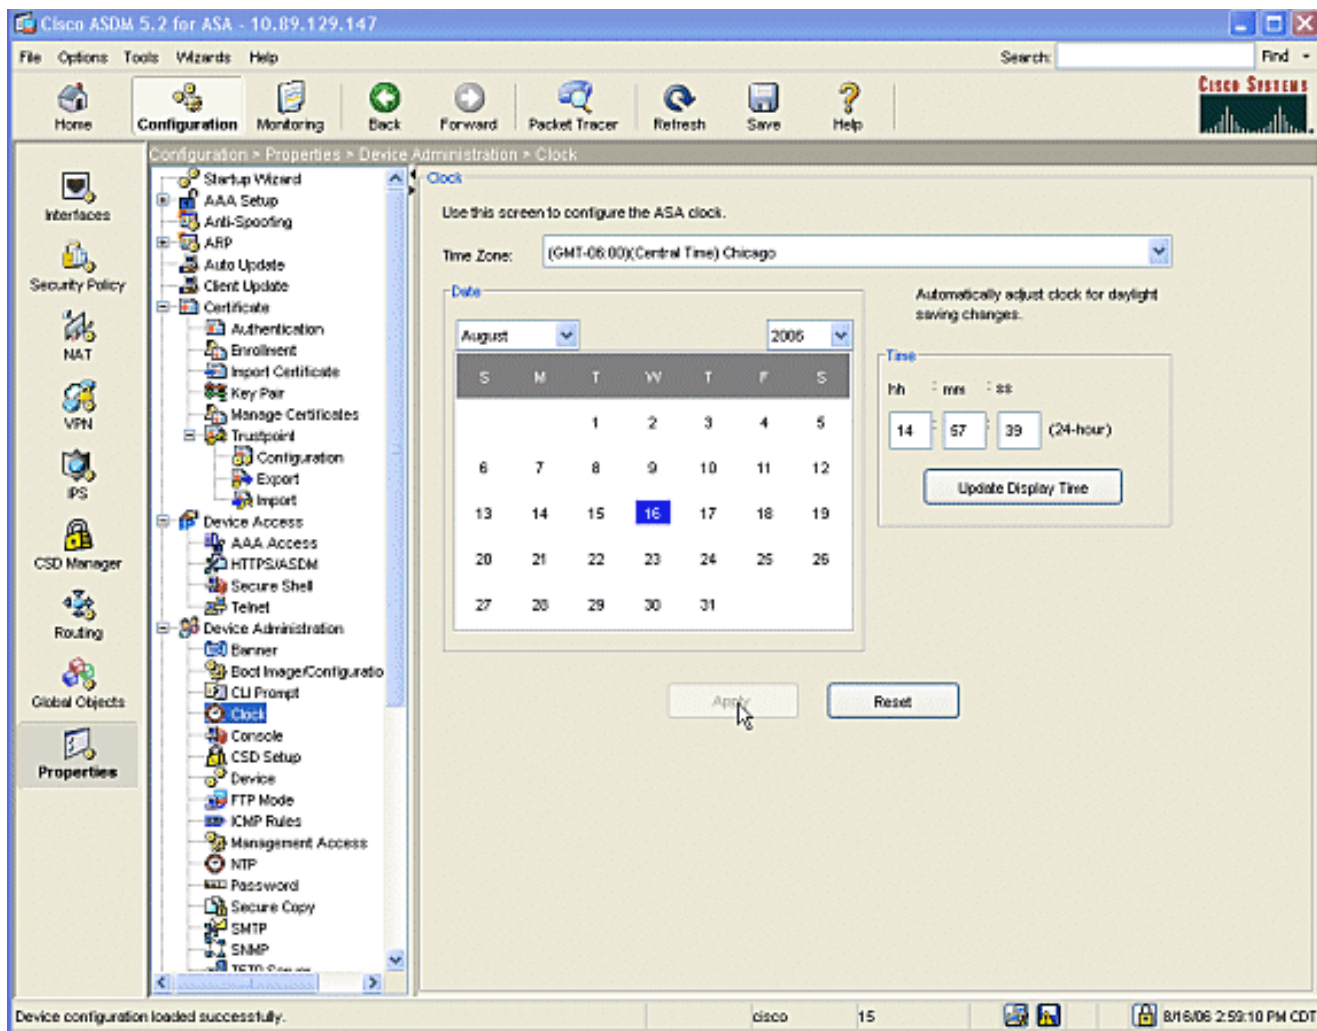 Cisco ASDM 5.2 for ASA - 10.89.129.147
File Options Tools Wizards Help Search: Find
Home Configuration Monitoring Back Forward Packet Tracer Refresh Save Help
CISCO SYSTEMS
Configuration > Properties > Device Administration > Clock
Interfaces
Security Policy
NAT
VPN
IPS
CSD Manager
Routing
Global Objects
Properties
Startup Wizard
AAA Setup
Anti-Spoofing
ARP
Auto Update
Client Update
Certificate
Authentication
Enrollment
Import Certificate
Key Pair
Manage Certificates
Trustpoint
Configuration
Export
Import
Device Access
AAA Access
HTTPS/ASDM
Secure Shell
Telnet
Device Administration
Banner
Boot Image/Configuratio
CLI Prompt
Clock
Console
CSD Setup
Device
FTP Mode
ICMP Rules
Management Access
NTP
Password
Secure Copy
SMTP
SNMP
TFTP Server
Clock
Use this screen to configure the ASA clock.
Time Zone: (GMT-06:00)(Central Time) Chicago
Date
August 2006
S M T W T F S
1 2 3 4 5
6 7 8 9 10 11 12
13 14 15 16 17 18 19
20 21 22 23 24 25 26
27 28 29 30 31
Automatically adjust clock for daylight
saving changes.
Time
hh : mm : ss
14 : 57 : 39 (24-hour)
Update Display Time
Apply Reset
Device configuration loaded successfully. cisco 15 8/16/06 2:59:10 PM CDT